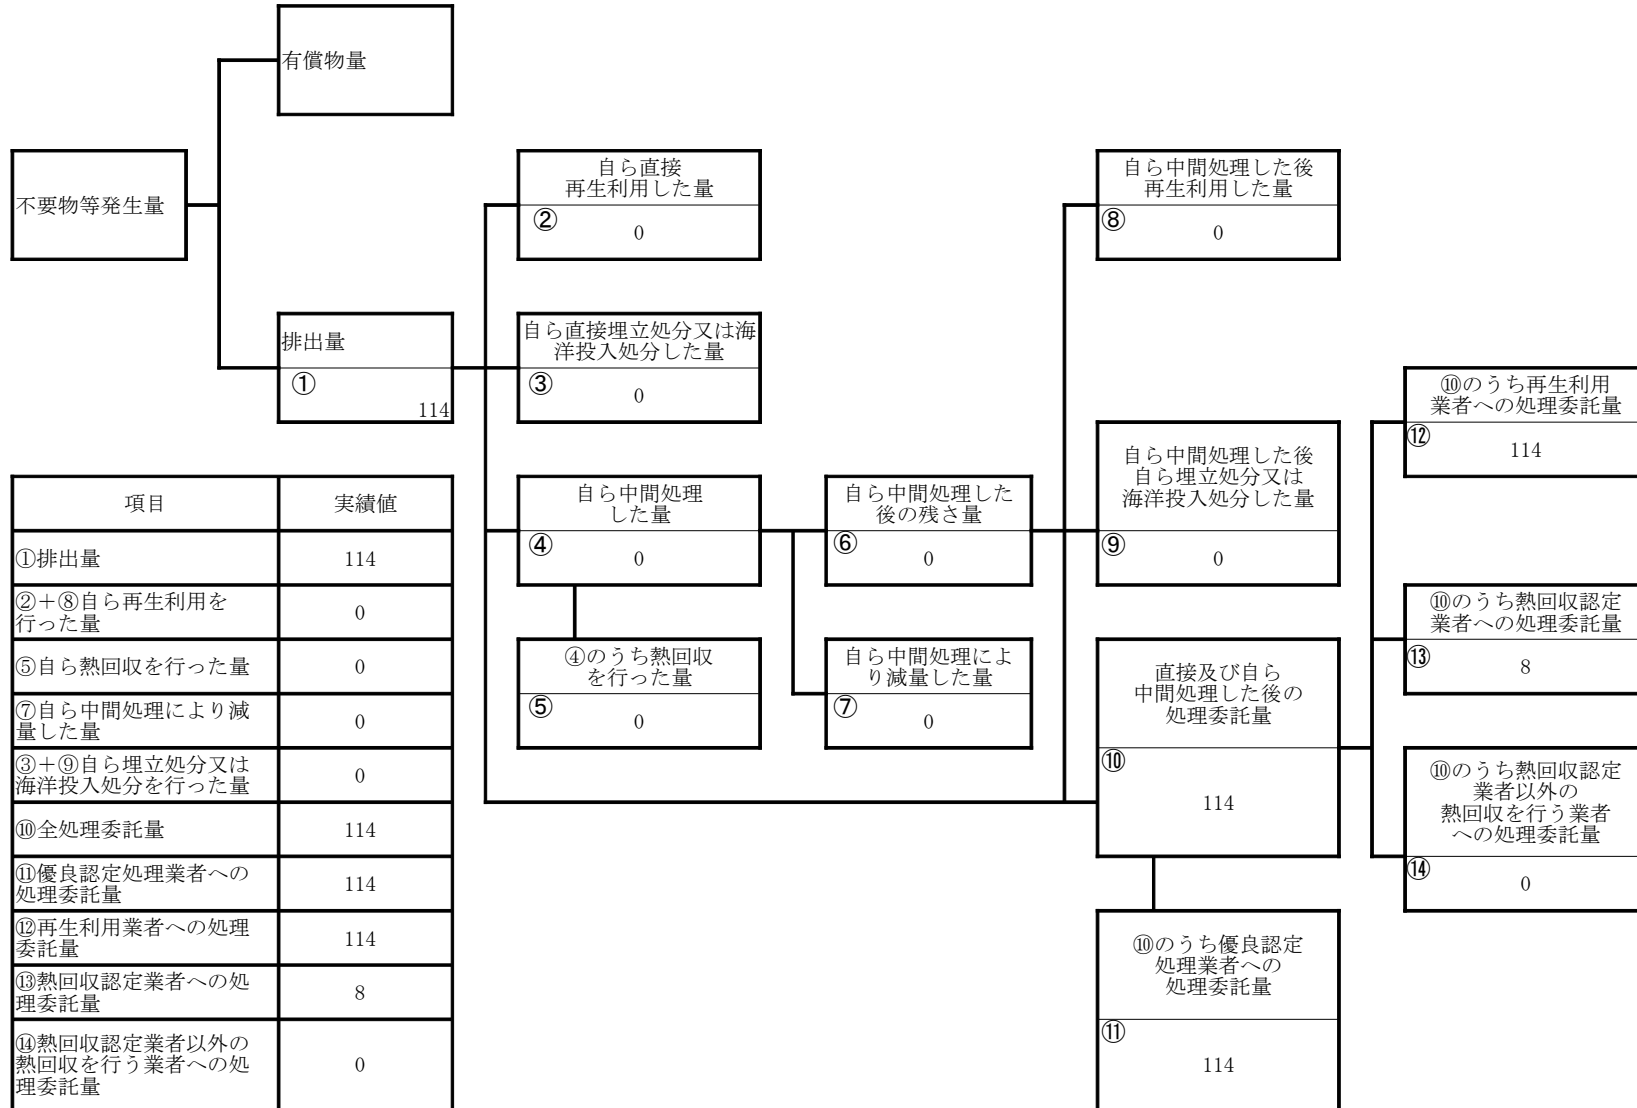 有償物量
不要物等発生量
自ら直接
再生利用した量
②
0
自ら中間処理した後
再生利用した量
⑧
0
排出量
①
114
自ら直接埋立処分又は海
洋投入処分した量
③
0
⑩のうち再生利用
業者への処理委託量
⑫
114
自ら中間処理
した量
④
0
自ら中間処理した
後の残さ量
⑥
0
自ら中間処理した後
自ら埋立処分又は
海洋投入処分した量
⑨
0
④のうち熱回収
を行った量
⑤
0
自ら中間処理によ
り減量した量
⑦
0
直接及び自ら
中間処理した後の
処理委託量
⑩
114
⑩のうち熱回収認定
業者への処理委託量
⑬
8
⑩のうち熱回収認定
業者以外の
熱回収を行う業者
への処理委託量
⑭
0
⑩のうち優良認定
処理業者への
処理委託量
⑪
114
項目 実績値
①排出量 114
②＋⑧自ら再生利用を
行った量 0
⑤自ら熱回収を行った量 0
⑦自ら中間処理により減
量した量 0
③＋⑨自ら埋立処分又は
海洋投入処分を行った量 0
⑩全処理委託量 114
⑪優良認定処理業者への
処理委託量 114
⑫再生利用業者への処理
委託量 114
⑬熱回収認定業者への処
理委託量 8
⑭熱回収認定業者以外の
熱回収を行う業者への処
理委託量 0